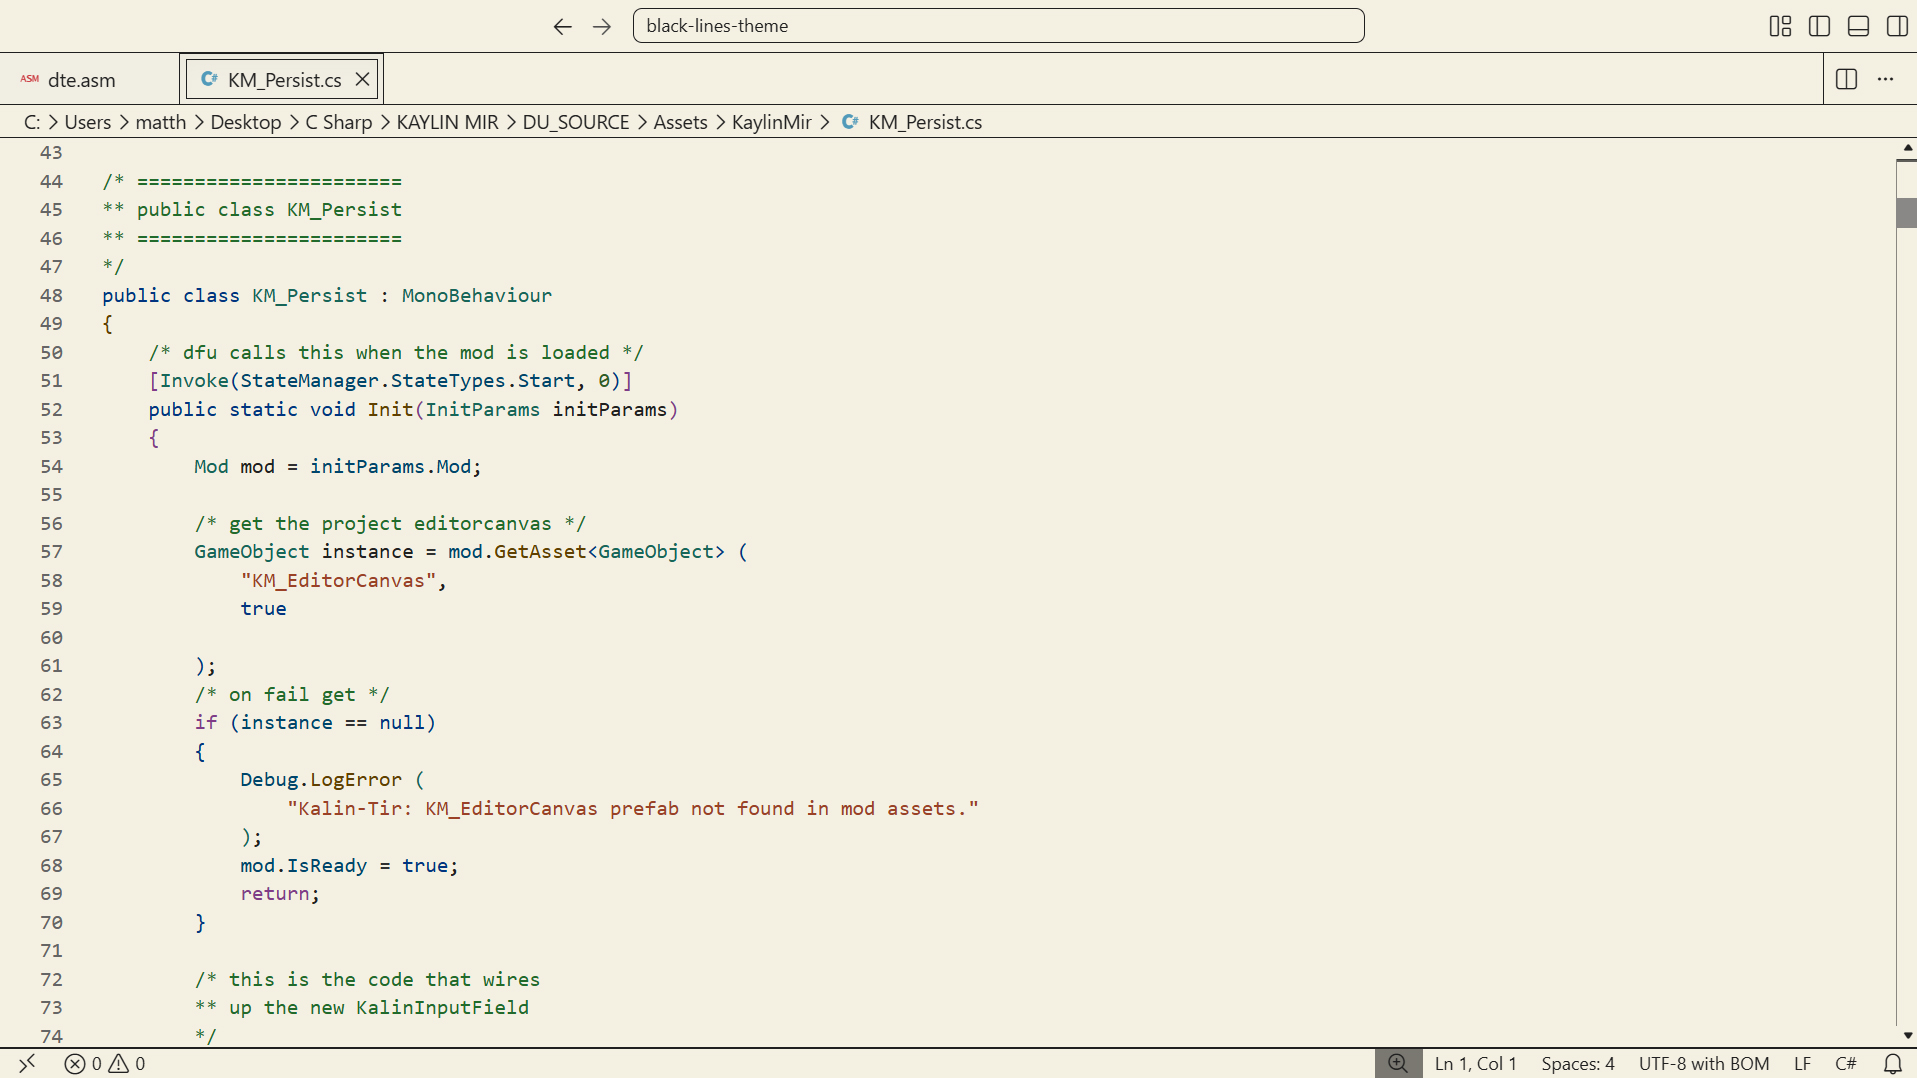 black-lines-theme
ASM dte.asm
C# KM_Persist.cs
C: > Users > matth > Desktop > C Sharp > KAYLIN MIR > DU_SOURCE > Assets > KaylinMir > C# KM_Persist.cs
43
44 /* =======================
45 ** public class KM_Persist
46 ** =======================
47 */
48 public class KM_Persist : MonoBehaviour
49 {
50     /* dfu calls this when the mod is loaded */
51     [Invoke(StateManager.StateTypes.Start, 0)]
52     public static void Init(InitParams initParams)
53     {
54         Mod mod = initParams.Mod;
55
56         /* get the project editorcanvas */
57         GameObject instance = mod.GetAsset<GameObject> (
58             "KM_EditorCanvas",
59             true
60
61         );
62         /* on fail get */
63         if (instance == null)
64         {
65             Debug.LogError (
66                 "Kalin-Tir: KM_EditorCanvas prefab not found in mod assets."
67             );
68             mod.IsReady = true;
69             return;
70         }
71
72         /* this is the code that wires
73         ** up the new KalinInputField
74         */
0 0 Ln 1, Col 1 Spaces: 4 UTF-8 with BOM LF C#